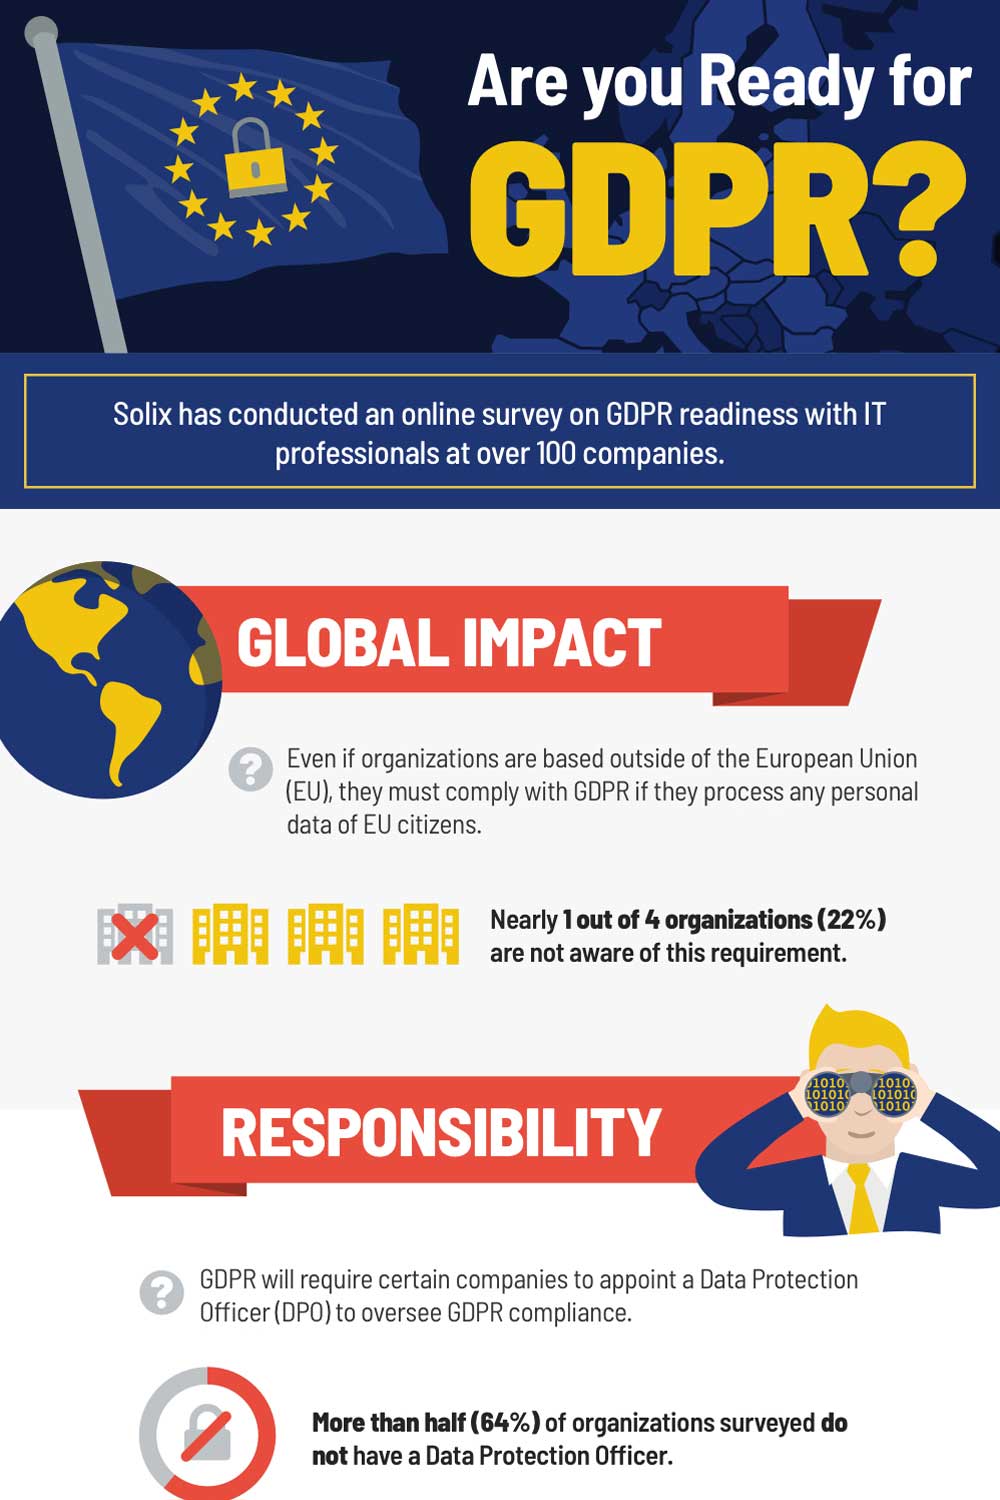 Are you Ready for
GDPR?
Solix has conducted an online survey on GDPR readiness with IT
professionals at over 100 companies.
GLOBAL IMPACT
?
Even if organizations are based outside of the European Union
(EU), they must comply with GDPR if they process any personal
data of EU citizens.
Nearly 1 out of 4 organizations (22%)
are not aware of this requirement.
RESPONSIBILITY
?
GDPR will require certain companies to appoint a Data Protection
Officer (DPO) to oversee GDPR compliance.
More than half (64%) of organizations surveyed do
not have a Data Protection Officer.